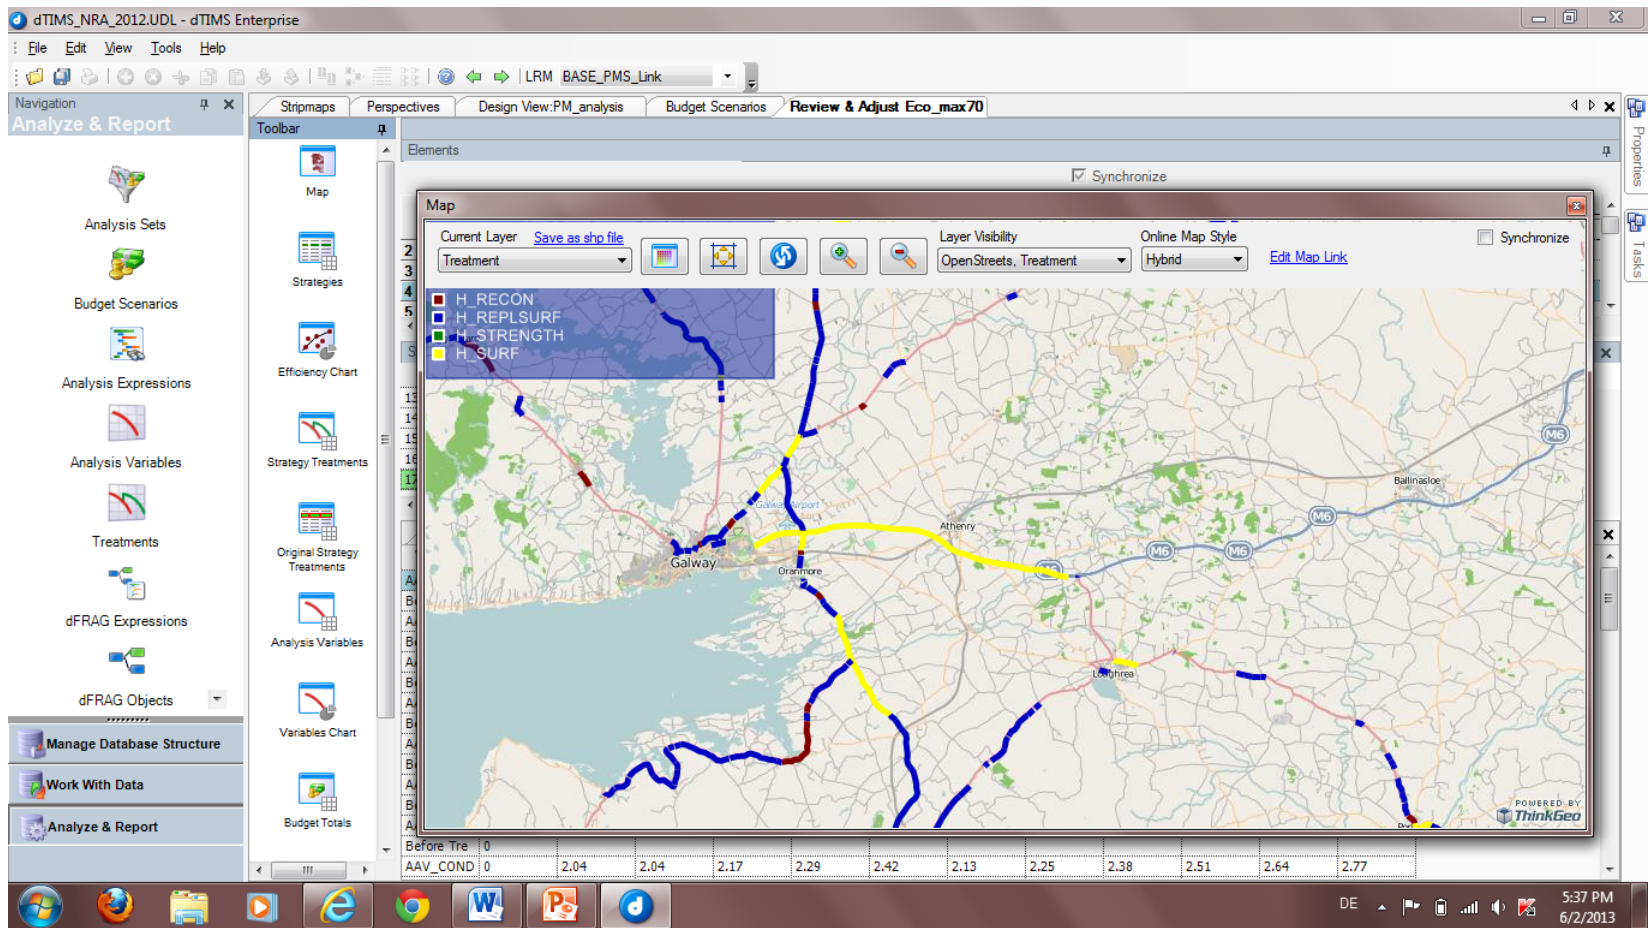 dTIMS_NRA_2012.UDL - dTIMS Enterprise
File Edit View Tools Help
LRM BASE_PMS_Link
Navigation
Analyze & Report
Analysis Sets
Budget Scenarios
Analysis Expressions
Analysis Variables
Treatments
dFRAG Expressions
dFRAG Objects
Manage Database Structure
Work With Data
Analyze & Report
Stripmaps Perspectives Design View:PM_analysis Budget Scenarios Review & Adjust Eco_max70
Toolbar
Map
Strategies
Efficiency Chart
Strategy Treatments
Original Strategy
Treatments
Analysis Variables
Variables Chart
Budget Totals
Elements
Synchronize
Properties
Tasks
2
3
4
5
Map
Current Layer Save as shp file
Treatment
Layer Visibility
OpenStreets, Treatment
Online Map Style
Hybrid
Edit Map Link
Synchronize
H_RECON
H_REPLSURF
H_STRENGTH
H_SURF
M6
Ballinasloe
M6
Galway Airport
Athenry
M6
M6
Galway
Oranmore
M6
Loughrea
POWERED BY
ThinkGeo
Before Tre 0
AAV_COND 0 2.04 2.04 2.17 2.29 2.42 2.13 2.25 2.38 2.51 2.64 2.77
DE
5:37 PM
6/2/2013